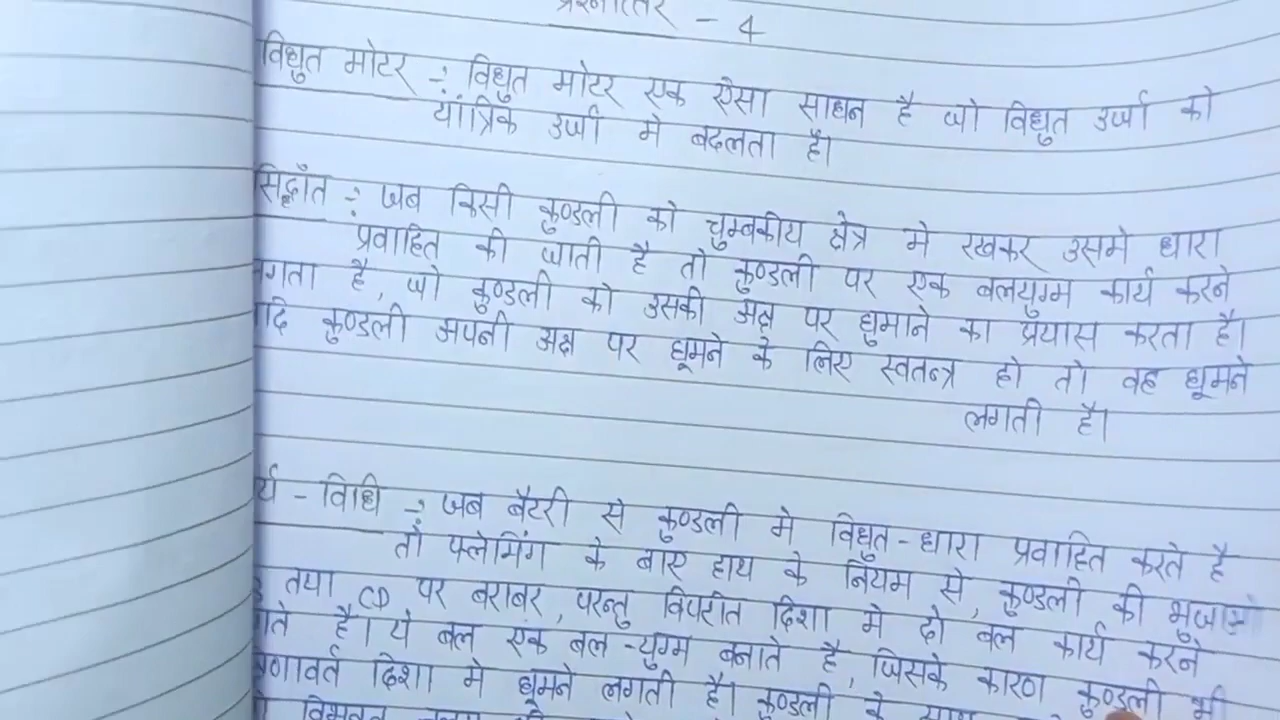 प्रश्नोत्तर - 4
विधुत मोटर -: विधुत मोटर एक ऐसा साधन है जो विधुत उर्जा को
यांत्रिक उर्जा मे बदलता है।
सिद्धाँत -: जब किसी कुण्डली को चुम्बकीय क्षेत्र मे रखकर उसमे धारा
प्रवाहित की जाती है तो कुण्डली पर एक बलयुग्म कार्य करने
लगता है, जो कुण्डली को उसकी अक्ष पर घुमाने का प्रयास करता है।
यदि कुण्डली अपनी अक्ष पर घूमने के लिए स्वतन्त्र हो तो वह घूमने
लगती है।
र्य - विधि -: जब बैटरी से कुण्डली मे विधुत-धारा प्रवाहित करते है
तो फ्लेमिंग के बाए हाथ के नियम से, कुण्डली की भुजाओ
तथा CD पर बराबर, परन्तु विपरीत दिशा मे दो बल कार्य करने
है। ये बल एक बल-युग्म बनाते है, जिसके कारण कुण्डली
दिशा मे घूमने लगती है। कुण्डली के साथ